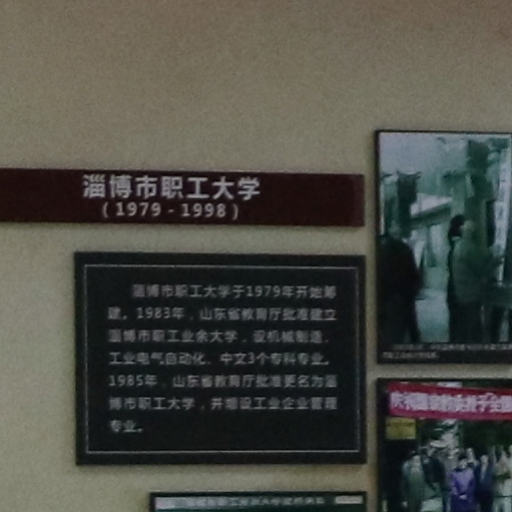 淄博市职工大学
(1979-1998)
淄博市职工大学于1979年开始筹
建。1983年,山东省教育厅批准建立
淄博市职工业余大学,设机械制造、
工业电气自动化、中文3个专科专业。
1985年,山东省教育厅批准更名为淄
博市职工大学,并增设工业企业管理
专业。